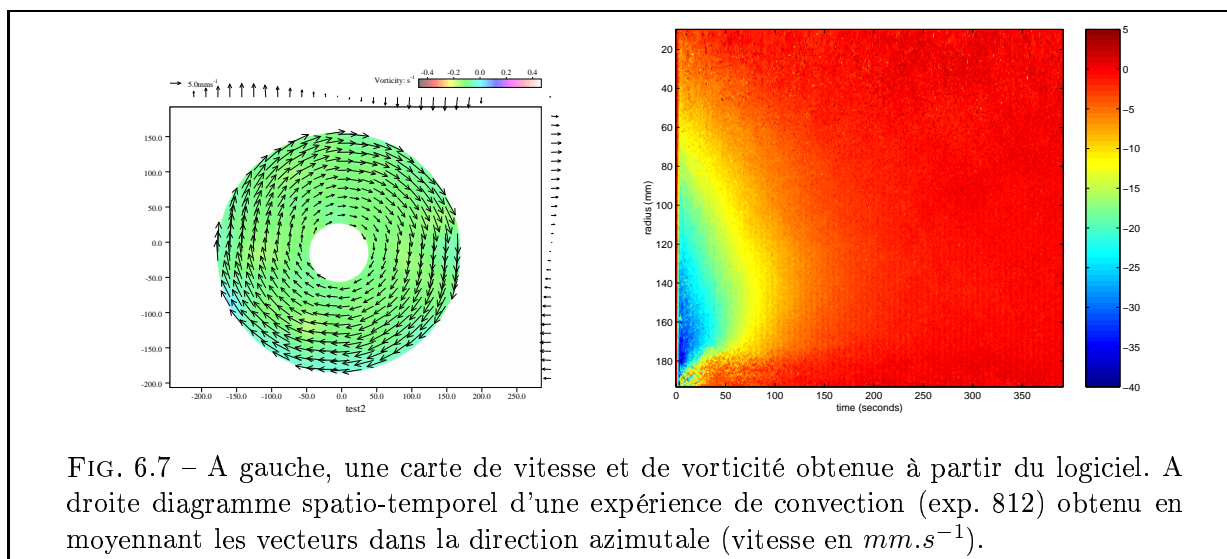 5.0mms⁻¹
Vorticity: s⁻¹
-0.4 -0.2 0.0 0.2 0.4
150.0
100.0
50.0
0.0
-50.0
-100.0
-150.0
-200.0
-200.0 -150.0 -100.0 -50.0 0.0 50.0 100.0 150.0 200.0 250.0
test2
radius (mm)
20
40
60
80
100
120
140
160
180
0 50 100 150 200 250 300 350
time (seconds)
5
0
−5
−10
−15
−20
−25
−30
−35
−40
FIG. 6.7 – A gauche, une carte de vitesse et de vorticité obtenue à partir du logiciel. A
droite diagramme spatio-temporel d'une expérience de convection (exp. 812) obtenu en
moyennant les vecteurs dans la direction azimutale (vitesse en mm.s⁻¹).